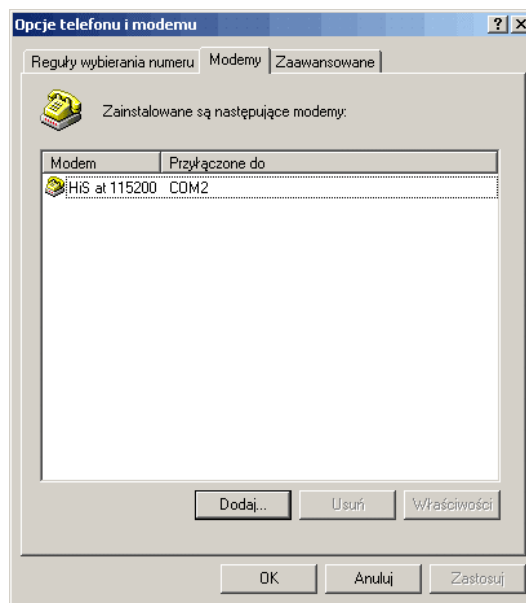 Opcje telefonu i modemu
Reguły wybierania numeru Modemy Zaawansowane
Zainstalowane są następujące modemy:
Modem Przyłączone do
HiS at 115200 COM2
Dodaj... Usuń Właściwości
OK Anuluj Zastosuj